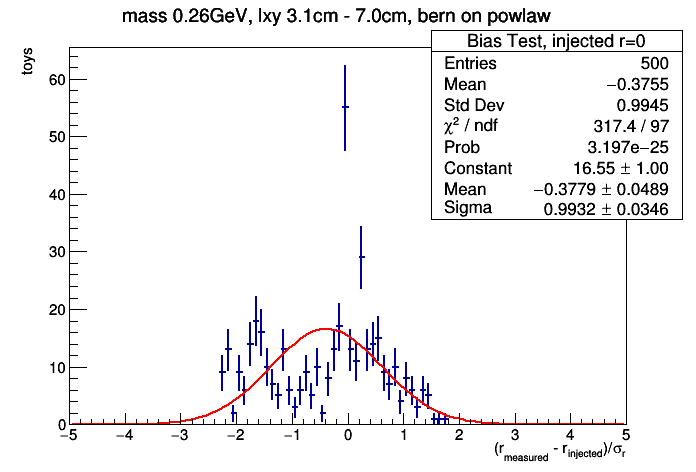 mass 0.26GeV, lxy 3.1cm - 7.0cm, bern on powlaw
Bias Test, injected r=0
Entries 500
Mean −0.3755
Std Dev 0.9945
χ² / ndf 317.4 / 97
Prob 3.197e−25
Constant 16.55 ± 1.00
Mean −0.3779 ± 0.0489
Sigma 0.9932 ± 0.0346
toys
60
50
40
30
20
10
0
−5 −4 −3 −2 −1 0 1 2 3 4 5
(r_measured - r_injected)/σ_r